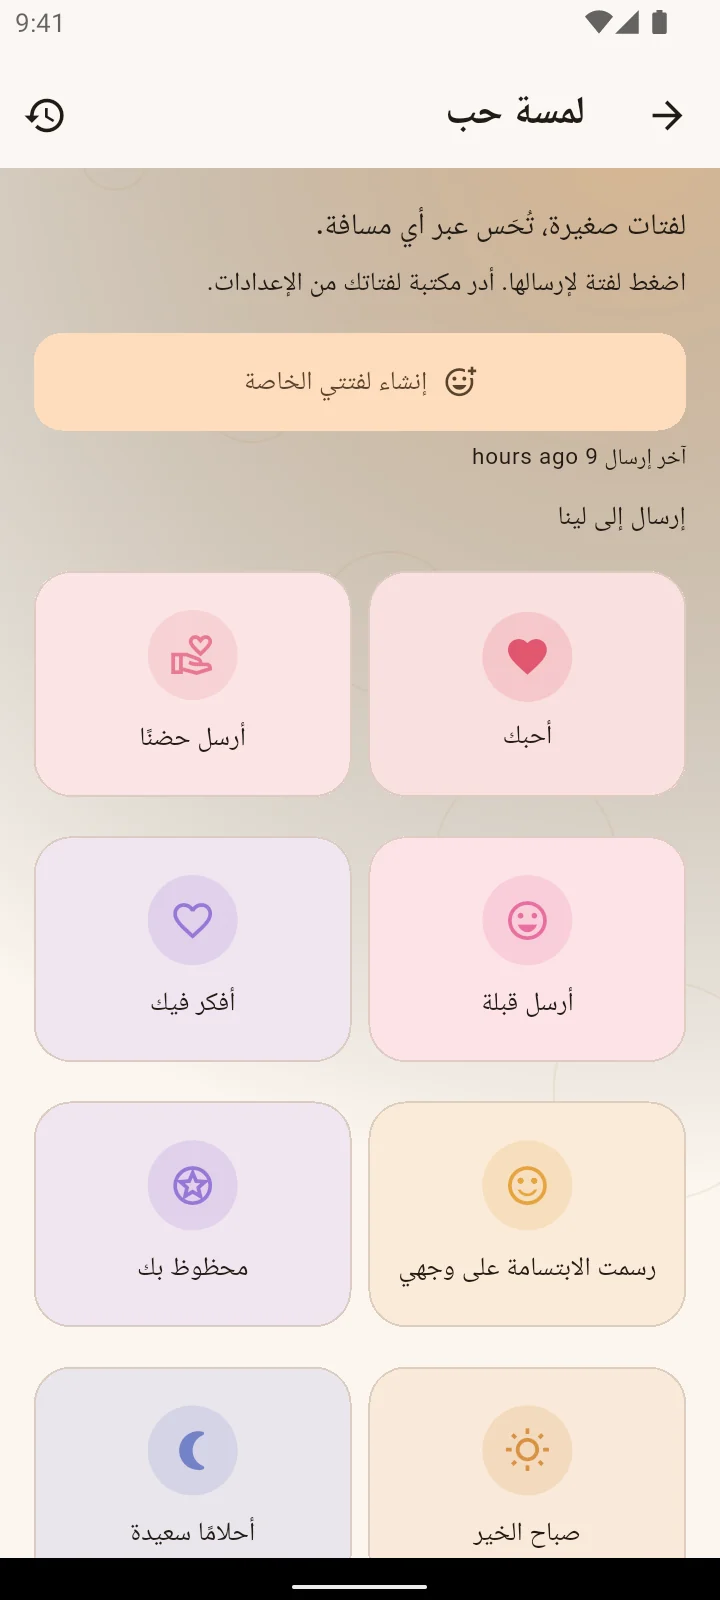 9:41
لمسة حب
لفتات صغيرة، تُحَس عبر أي مسافة.
اضغط لفتة لإرسالها. أدر مكتبة لفتاتك من الإعدادات.
إنشاء لفتتي الخاصة
آخر إرسال 9 hours ago
إرسال إلى لينا
أحبك
أرسل حضنًا
أرسل قبلة
أفكر فيك
رسمت الابتسامة على وجهي
محظوظ بك
صباح الخير
أحلامًا سعيدة